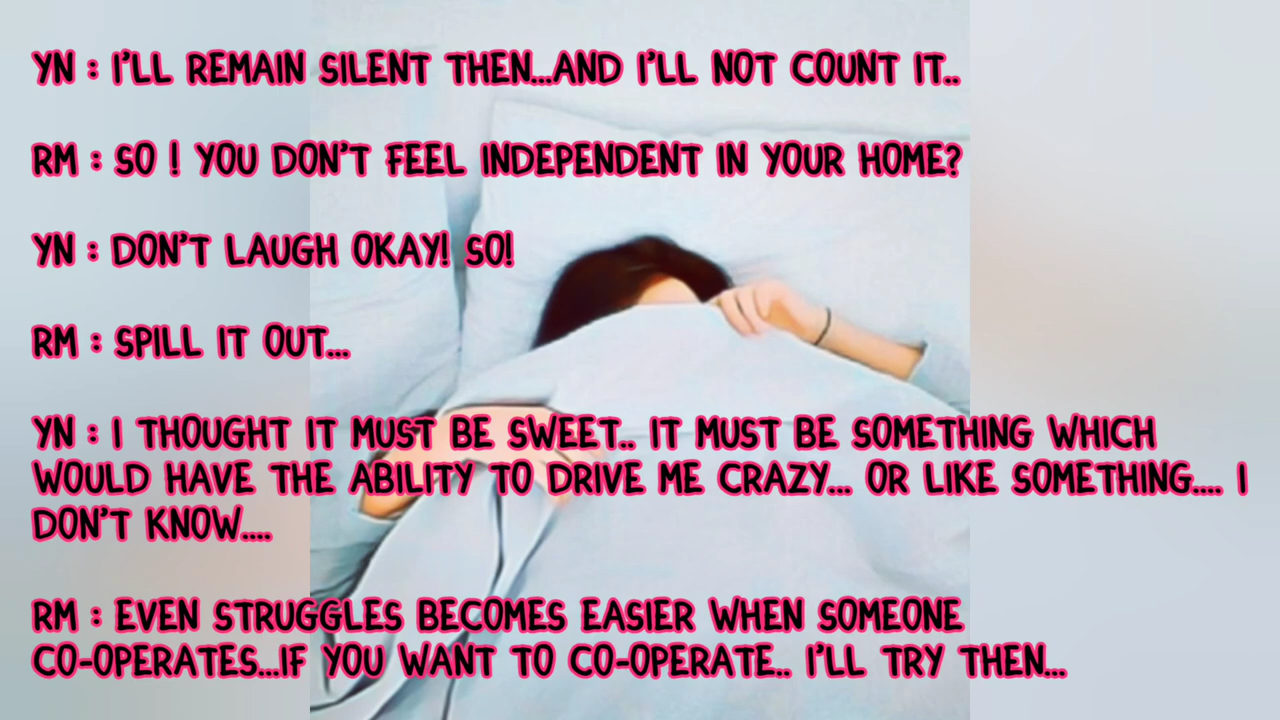 YN : I'LL REMAIN SILENT THEN...AND I'LL NOT COUNT IT..
RM : SO ! YOU DON'T FEEL INDEPENDENT IN YOUR HOME?
YN : DON'T LAUGH OKAY! SO!
RM : SPILL IT OUT...
YN : I THOUGHT IT MUST BE SWEET.. IT MUST BE SOMETHING WHICH
WOULD HAVE THE ABILITY TO DRIVE ME CRAZY... OR LIKE SOMETHING.... I
DON'T KNOW....
RM : EVEN STRUGGLES BECOMES EASIER WHEN SOMEONE
CO-OPERATES...IF YOU WANT TO CO-OPERATE.. I'LL TRY THEN...